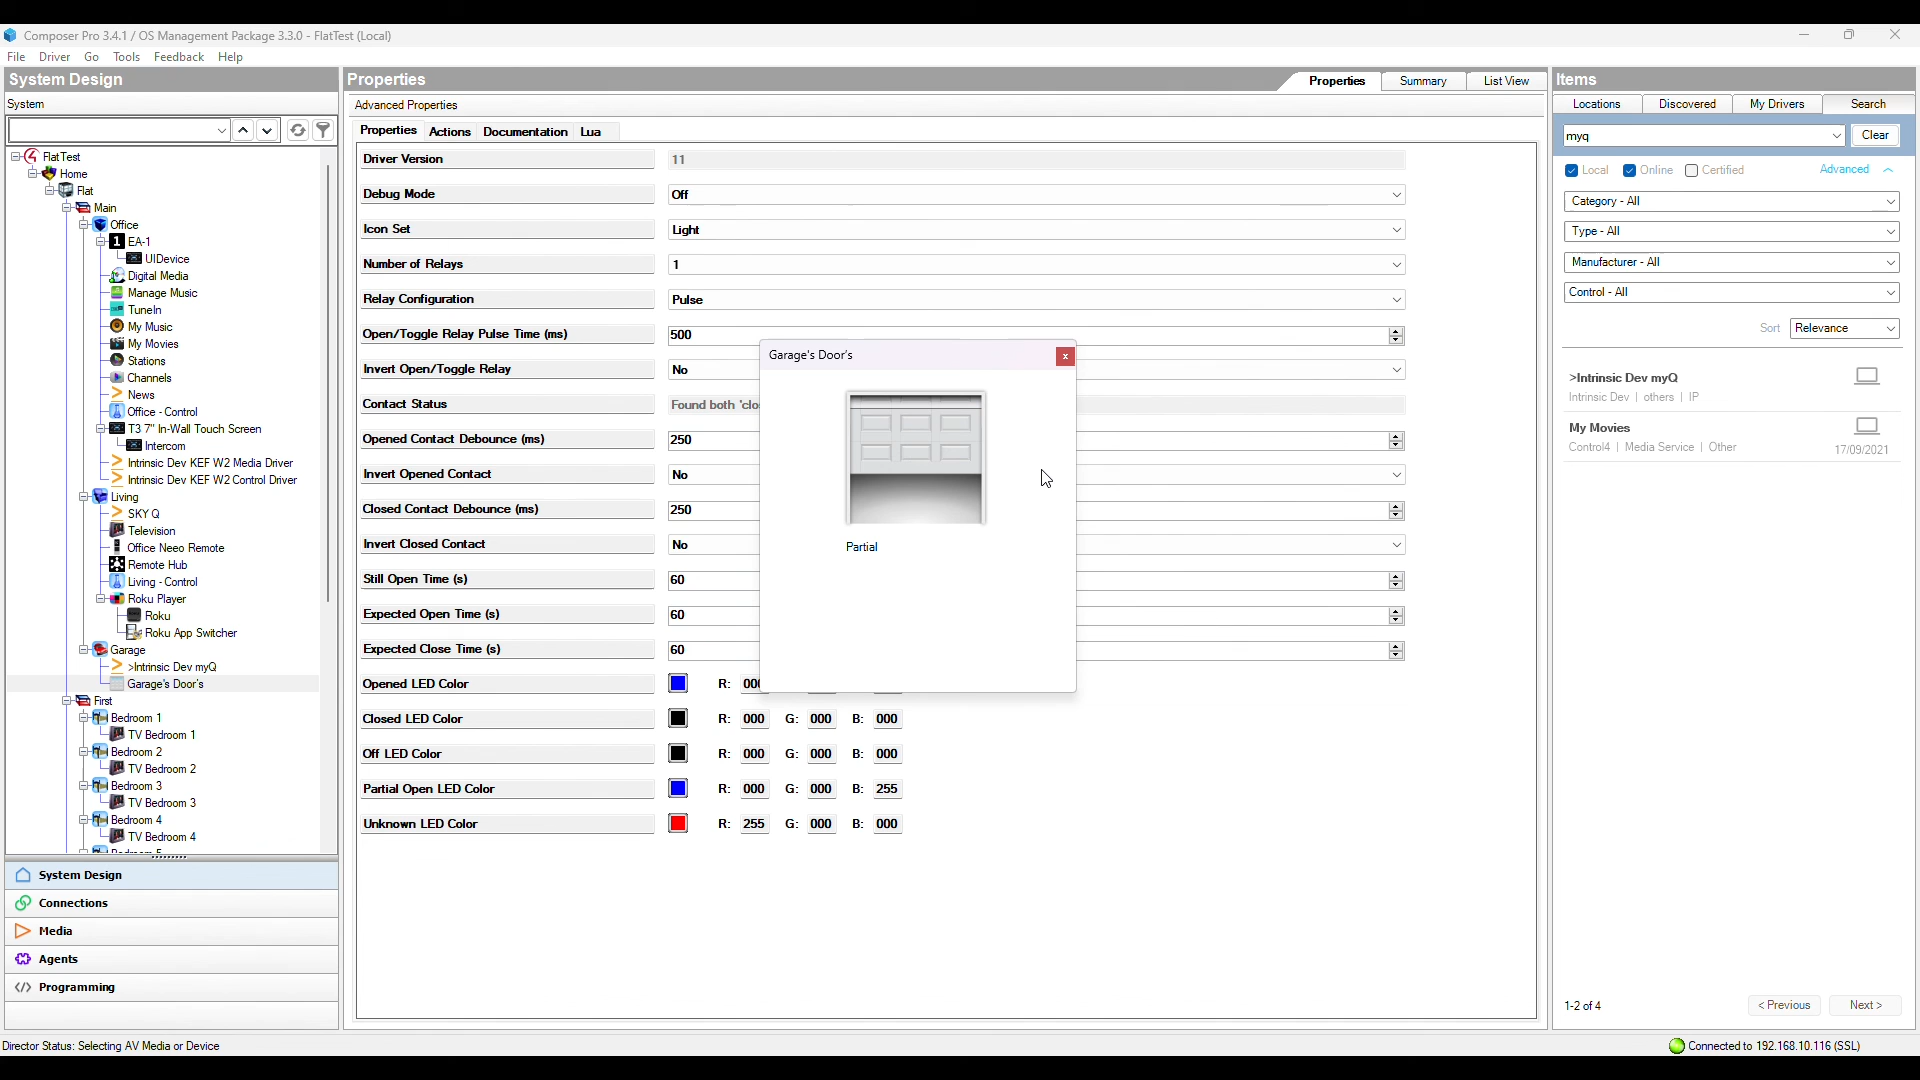 Composer Pro 3.4.1 / OS Management Package 3.3.0 - FlatTest (Local)
File Driver Go Tools Feedback Help
System Design
System
FlatTest
Home
Flat
Main
Office
1 EA-1
UIDevice
Digital Media
Manage Music
TuneIn
My Music
My Movies
Stations
Channels
News
Office - Control
T3 7" In-Wall Touch Screen
Intercom
Intrinsic Dev KEF W2 Media Driver
Intrinsic Dev KEF W2 Control Driver
Living
SKY Q
Television
Office Neeo Remote
Remote Hub
Living - Control
Roku Player
Roku
Roku App Switcher
Garage
>Intrinsic Dev myQ
Garage's Door's
First
Bedroom 1
TV Bedroom 1
Bedroom 2
TV Bedroom 2
Bedroom 3
TV Bedroom 3
Bedroom 4
TV Bedroom 4
System Design
Connections
Media
Agents
Programming
Properties
Properties Summary List View
Advanced Properties
Properties Actions Documentation Lua
Driver Version 11
Debug Mode Off
Icon Set Light
Number of Relays 1
Relay Configuration Pulse
Open/Toggle Relay Pulse Time (ms) 500
Invert Open/Toggle Relay No
Contact Status Found both 'clo
Opened Contact Debounce (ms) 250
Invert Opened Contact No
Closed Contact Debounce (ms) 250
Invert Closed Contact No
Still Open Time (s) 60
Expected Open Time (s) 60
Expected Close Time (s) 60
Opened LED Color R: 000
Closed LED Color R: 000 G: 000 B: 000
Off LED Color R: 000 G: 000 B: 000
Partial Open LED Color R: 000 G: 000 B: 255
Unknown LED Color R: 255 G: 000 B: 000
Garage's Door's x
Partial
Items
Locations Discovered My Drivers Search
myq Clear
Local Online Certified Advanced
Category - All
Type - All
Manufacturer - All
Control - All
Sort Relevance
>Intrinsic Dev myQ
Intrinsic Dev | others | IP
My Movies
Control4 | Media Service | Other 17/09/2021
1-2 of 4 < Previous Next >
Director Status: Selecting AV Media or Device
Connected to 192.168.10.116 (SSL)